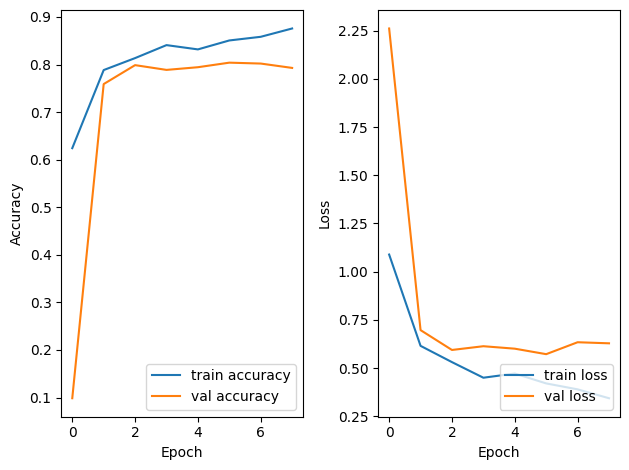 Accuracy
0.9
0.8
0.7
0.6
0.5
0.4
0.3
0.2
0.1
0 2 4 6
Epoch
train accuracy
val accuracy
Loss
2.25
2.00
1.75
1.50
1.25
1.00
0.75
0.50
0.25
0 2 4 6
Epoch
train loss
val loss